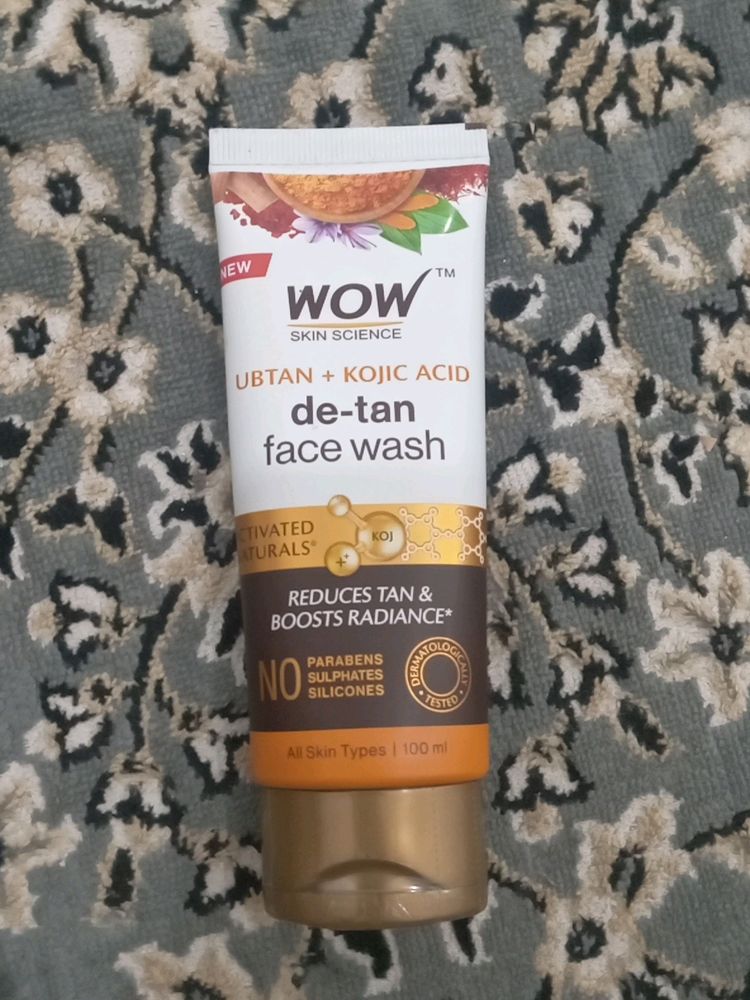 NEW
WOW™
SKIN SCIENCE
UBTAN + KOJIC ACID
de-tan
face wash
CTIVATED
ATURALS®
KOJ
++
REDUCES TAN &
BOOSTS RADIANCE*
NO PARABENS
SULPHATES
SILICONES
DERMATOLOGICALLY
• TESTED •
All Skin Types | 100 ml